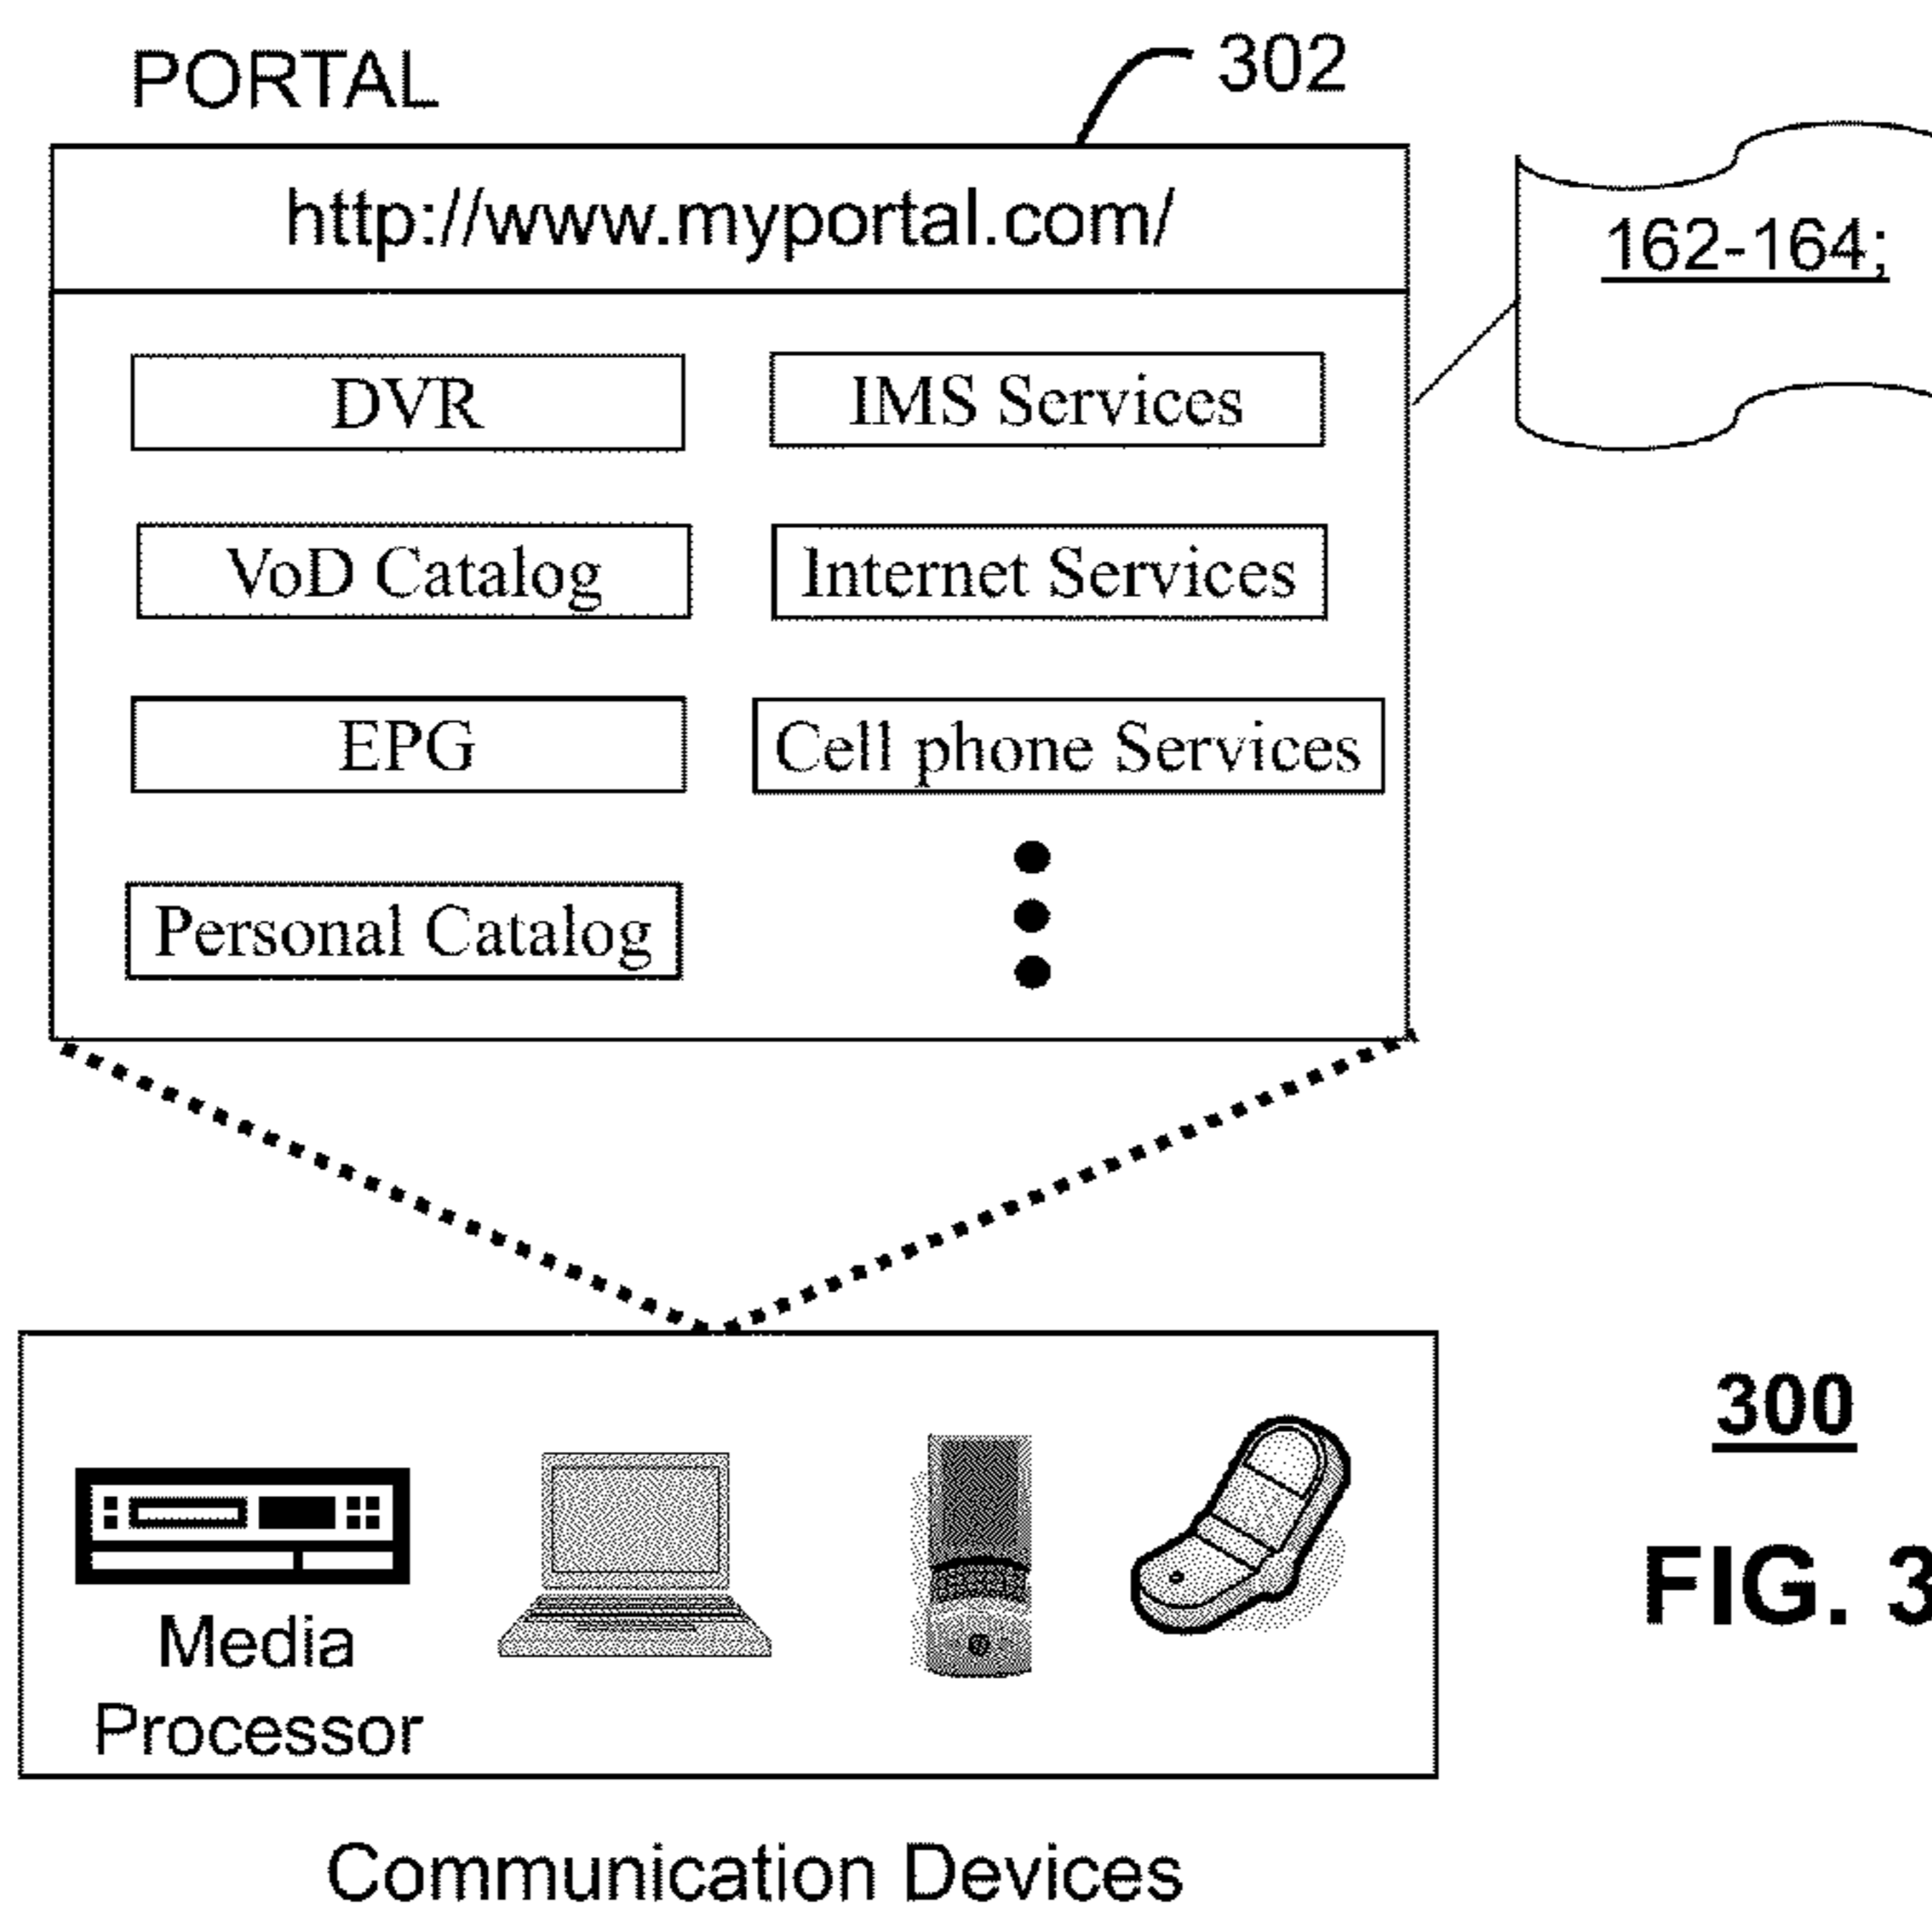 PORTAL
302
http://www.myportal.com/
162-164;
DVR
IMS Services
VoD Catalog
Internet Services
EPG
Cell phone Services
Personal Catalog
300
FIG. 3
Media
Processor
Communication Devices